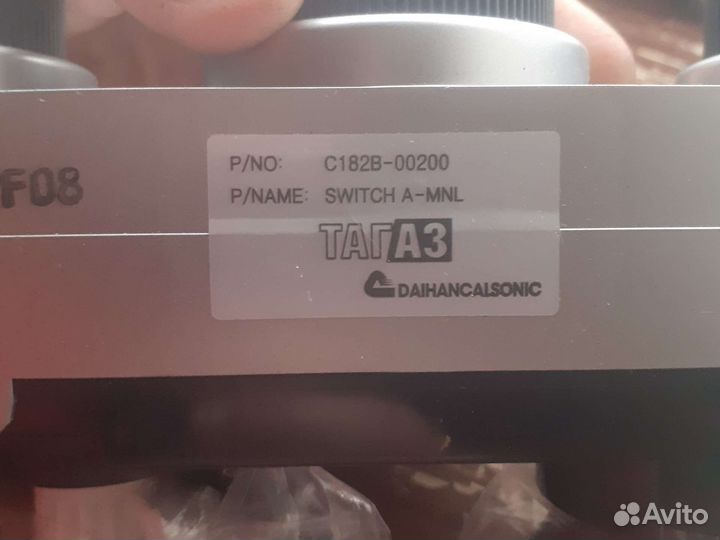 P/NO: C182B-00200
F08
P/NAME: SWITCH A-MNL
ТАГАЗ
DAIHANCALSONIC
Avito